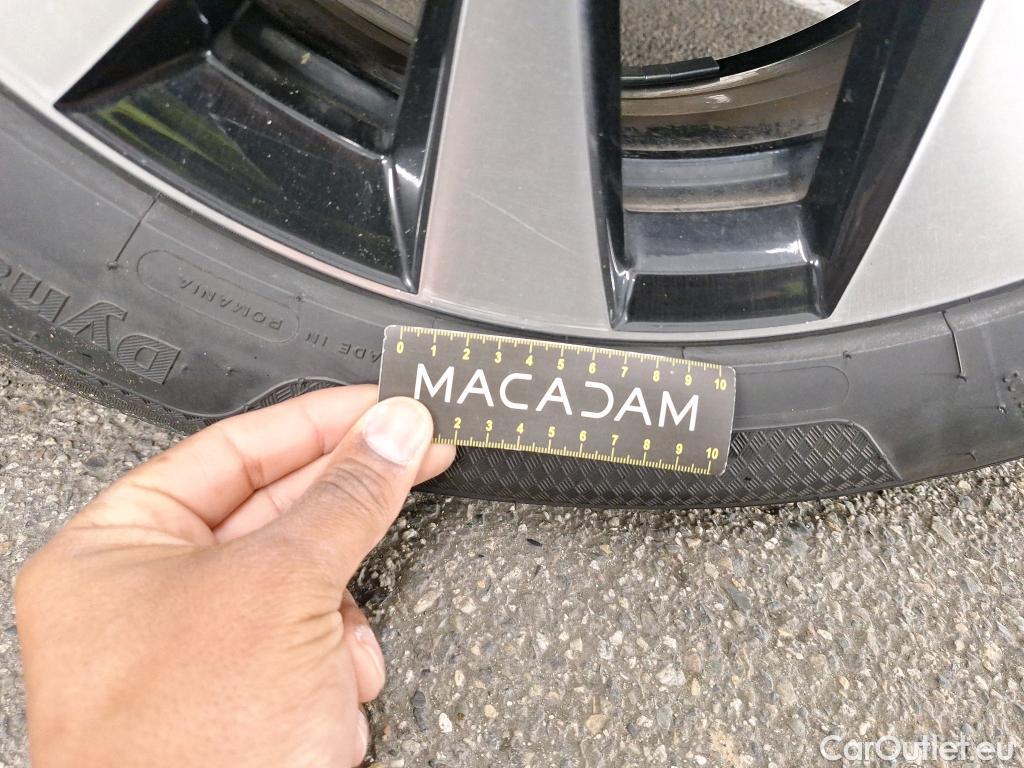 Dyn
MADE IN
ROMANIA
0 1 2 3 4 5 6 7 8 9 10
MACADAM
2 3 4 5 6 7 8 9 10
CarOutlet.eu